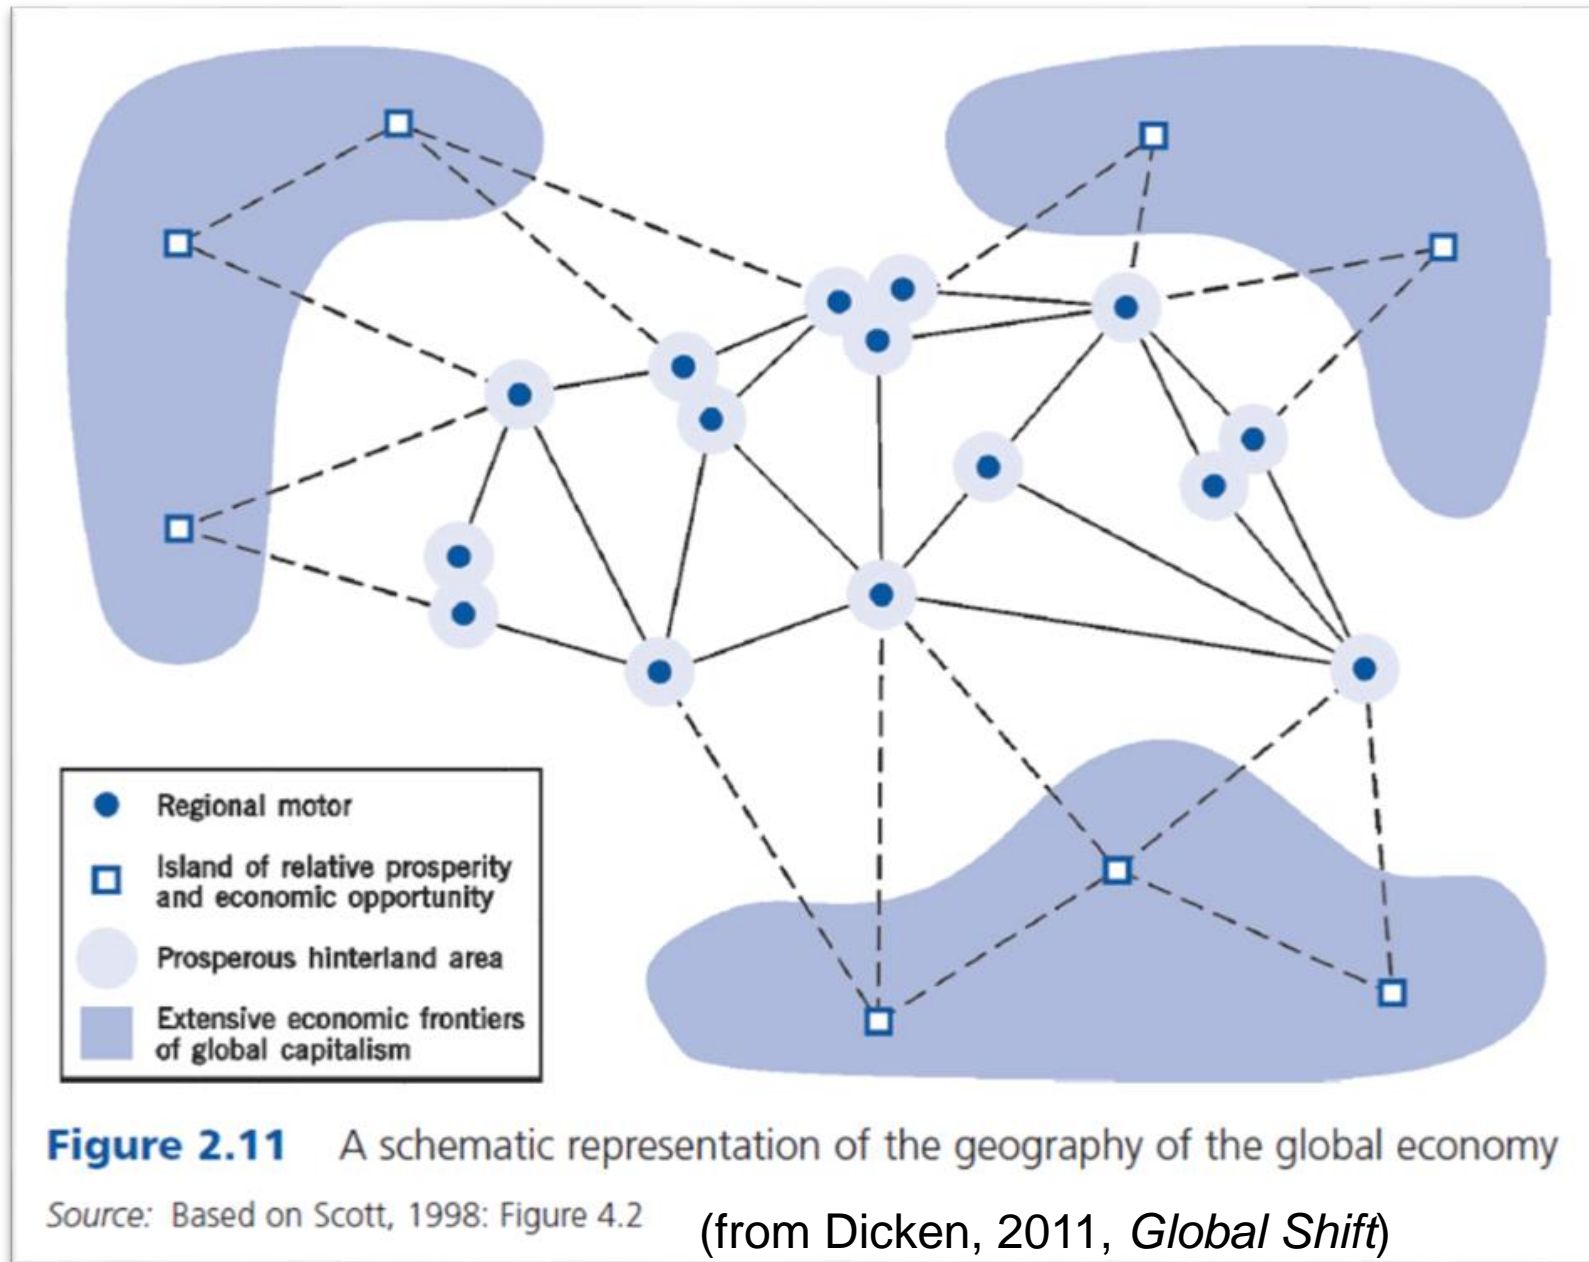 Regional motor
Island of relative prosperity
and economic opportunity
Prosperous hinterland area
Extensive economic frontiers
of global capitalism
Figure 2.11 A schematic representation of the geography of the global economy
Source: Based on Scott, 1998: Figure 4.2 (from Dicken, 2011, Global Shift)